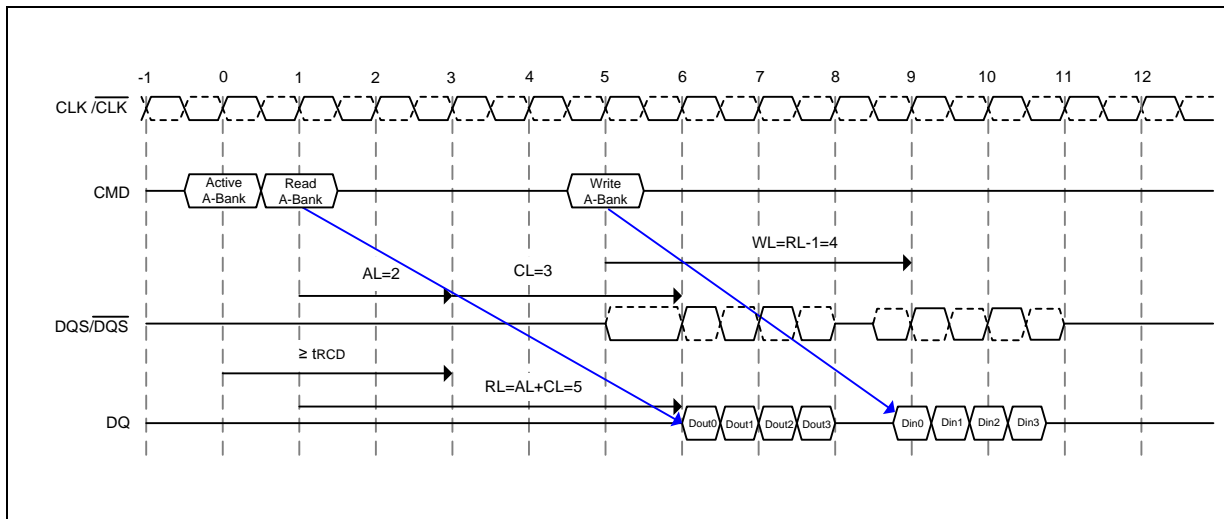 -1 0 1 2 3 4 5 6 7 8 9 10 11 12
CLK /C̅L̅K̅
CMD
Active
A-Bank
Read
A-Bank
Write
A-Bank
WL=RL-1=4
AL=2
CL=3
DQS/D̅Q̅S̅
≥ tRCD
RL=AL+CL=5
DQ
Dout0 Dout1 Dout2 Dout3 Din0 Din1 Din2 Din3